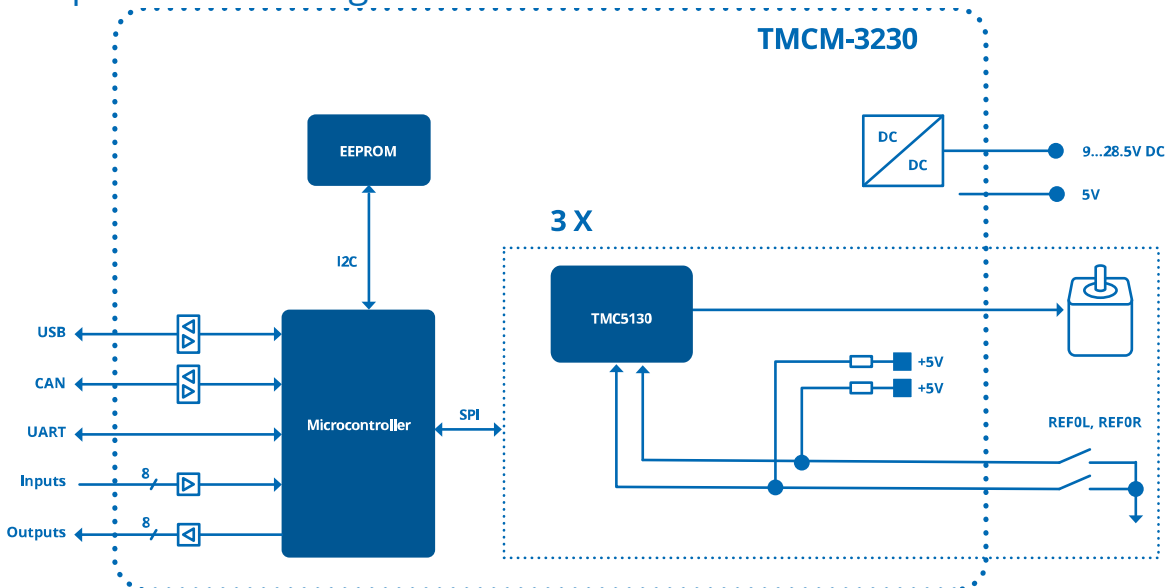 TMCM-3230
DC
DC
9...28.5V DC
5V
EEPROM
I2C
3 X
TMC5130
+5V
+5V
REF0L, REF0R
USB
CAN
UART
Inputs
8
Outputs
8
Microcontroller
SPI